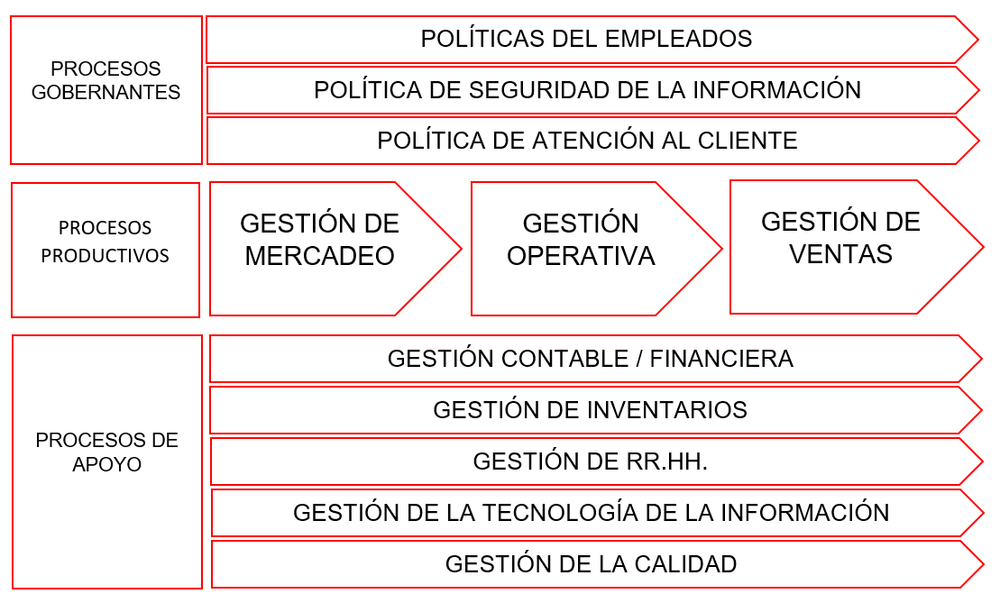 PROCESOS
GOBERNANTES
POLÍTICAS DEL EMPLEADOS
POLÍTICA DE SEGURIDAD DE LA INFORMACIÓN
POLÍTICA DE ATENCIÓN AL CLIENTE
PROCESOS
PRODUCTIVOS
GESTIÓN DE
MERCADEO
GESTIÓN
OPERATIVA
GESTIÓN DE
VENTAS
PROCESOS DE
APOYO
GESTIÓN CONTABLE / FINANCIERA
GESTIÓN DE INVENTARIOS
GESTIÓN DE RR.HH.
GESTIÓN DE LA TECNOLOGÍA DE LA INFORMACIÓN
GESTIÓN DE LA CALIDAD